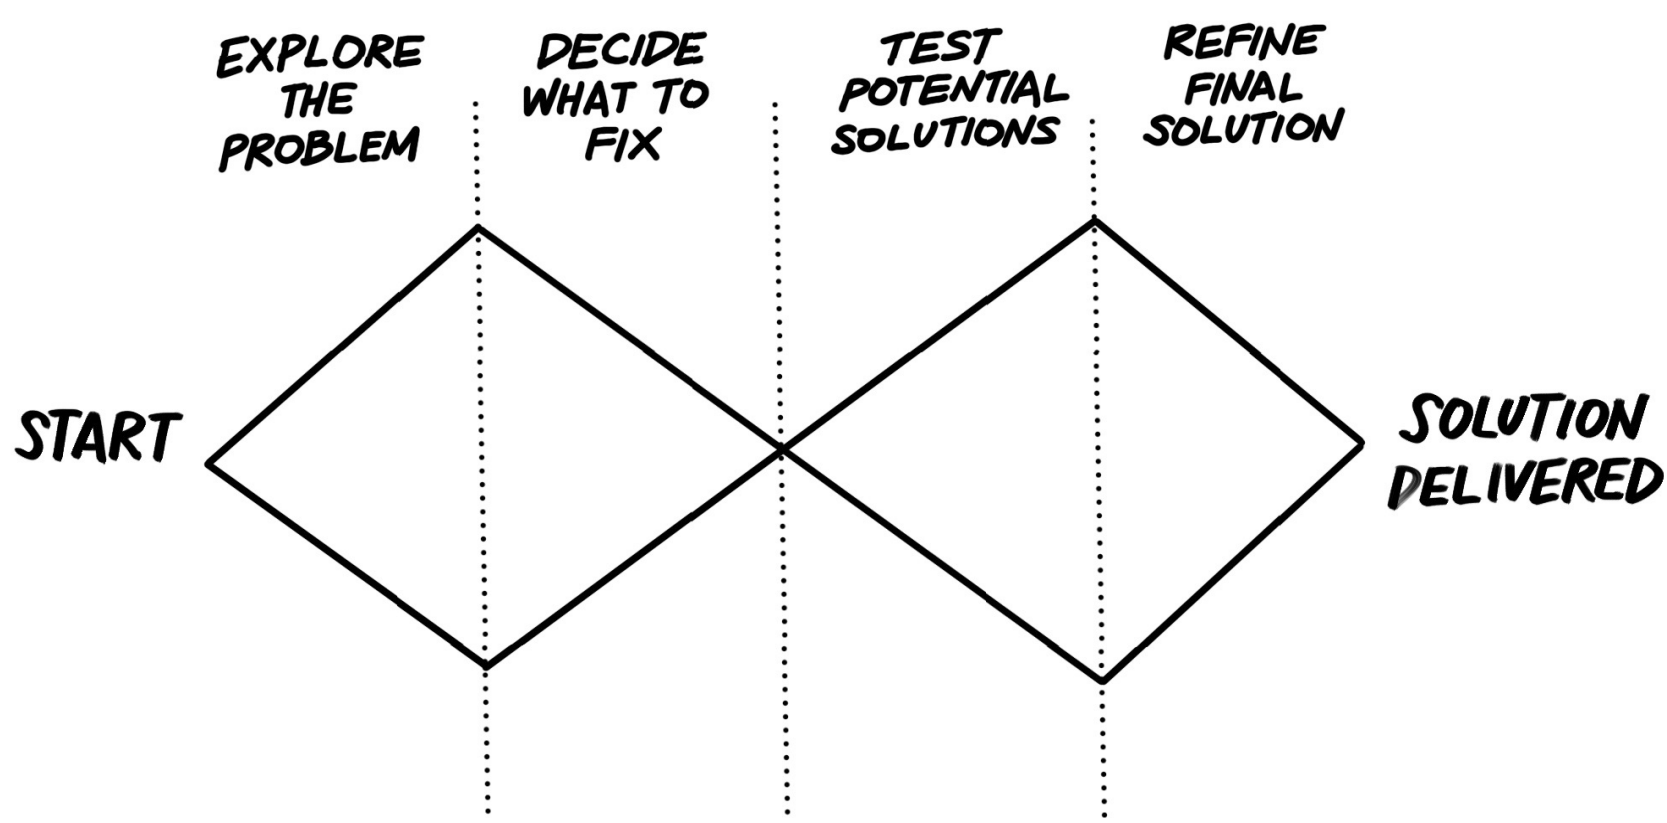 EXPLORE
THE
PROBLEM
DECIDE
WHAT TO
FIX
TEST
POTENTIAL
SOLUTIONS
REFINE
FINAL
SOLUTION
START
SOLUTION
DELIVERED